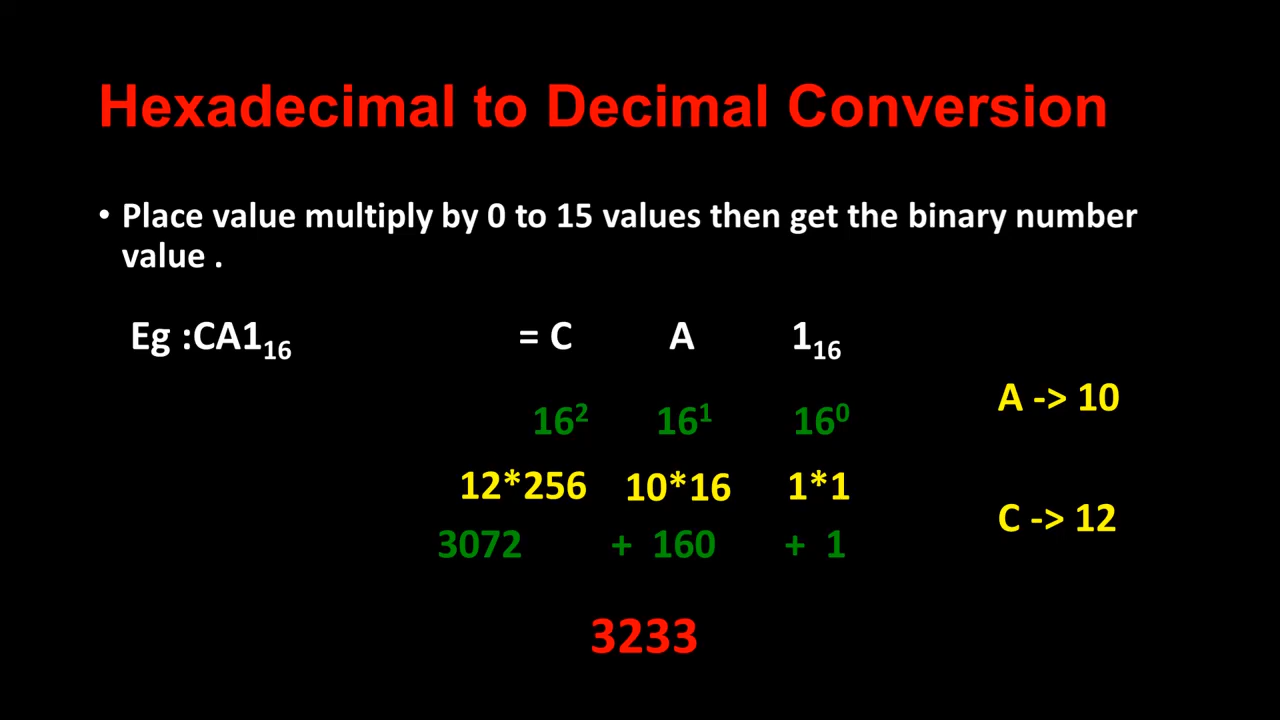 Hexadecimal to Decimal Conversion
• Place value multiply by 0 to 15 values then get the binary number
value .
Eg :CA1₁₆ = C A 1₁₆
A -> 10
16² 16¹ 16⁰
12*256 10*16 1*1
C -> 12
3072 + 160 + 1
3233